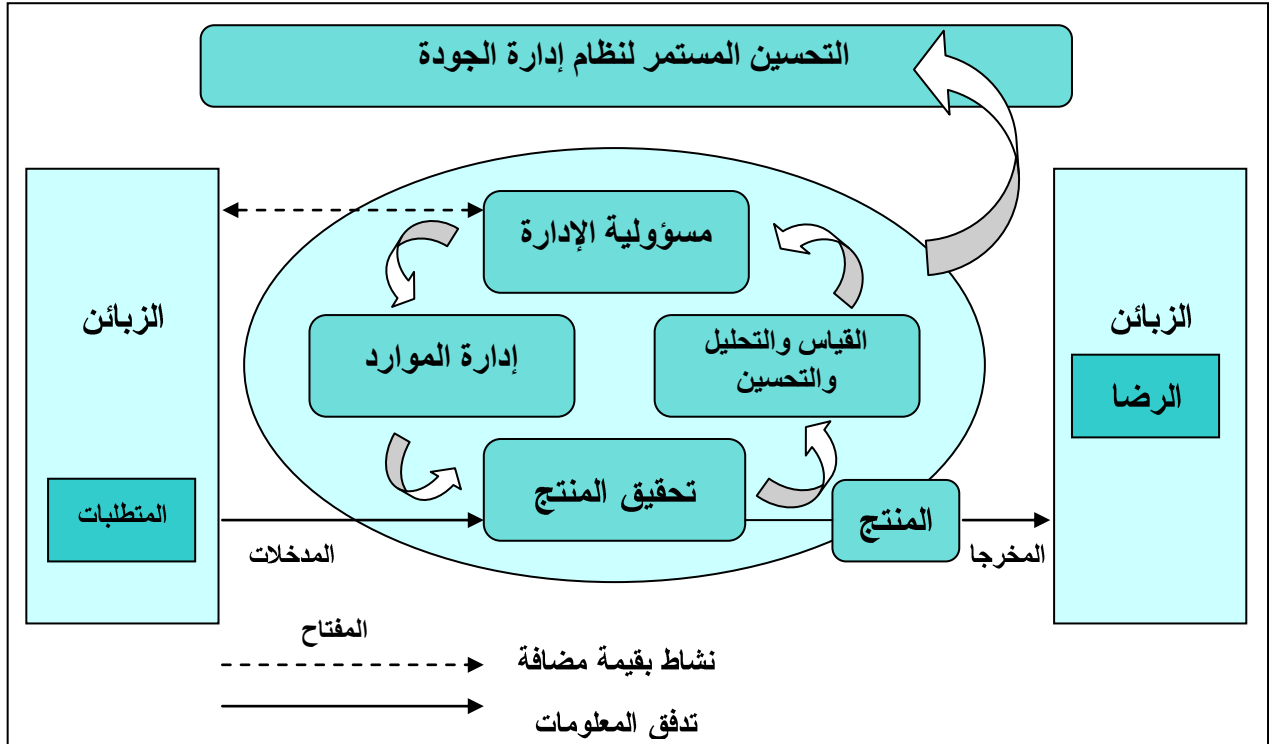 التحسين المستمر لنظام إدارة الجودة
مسؤولية الإدارة
الزبائن
الزبائن
إدارة الموارد
القياس والتحليل
والتحسين
الرضا
تحقيق المنتج
المتطلبات
المنتج
المدخلات
المخرجا
المفتاح
نشاط بقيمة مضافة
تدفق المعلومات